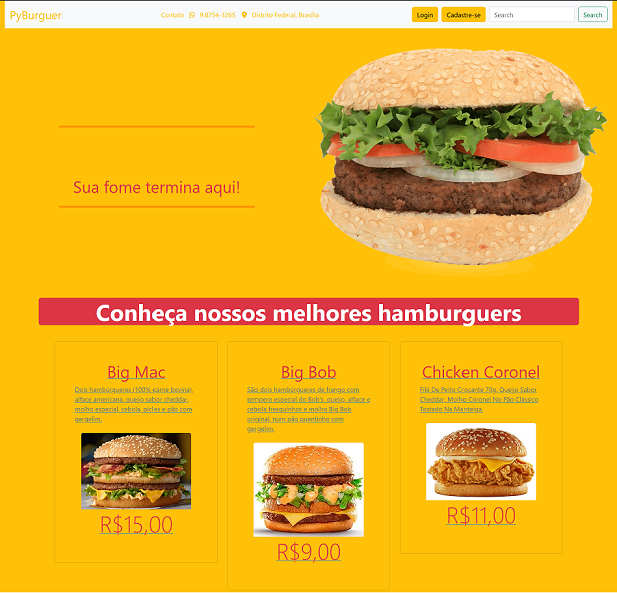 PyBurguer
Contato 9.8754-3265 Distrito Federal, Brasília
Login Cadastre-se Search Search
Sua fome termina aqui!
Conheça nossos melhores hamburguers
Big Mac
Dois hambúrgueres (100% carne bovina),
alface americana, queijo sabor cheddar,
molho especial, cebola, picles e pão com
gergelim.
R$15,00
Big Bob
São dois hambúrgueres de frango com
tempero especial do Bob's, queijo, alface e
cebola fresquinhos e molho Big Bob
original, num pão quentinho com
gergelim.
R$9,00
Chicken Coronel
Filé De Peito Crocante 70g, Queijo Sabor
Cheddar, Molho Coronel No Pão Clássico
Tostado Na Manteiga.
R$11,00